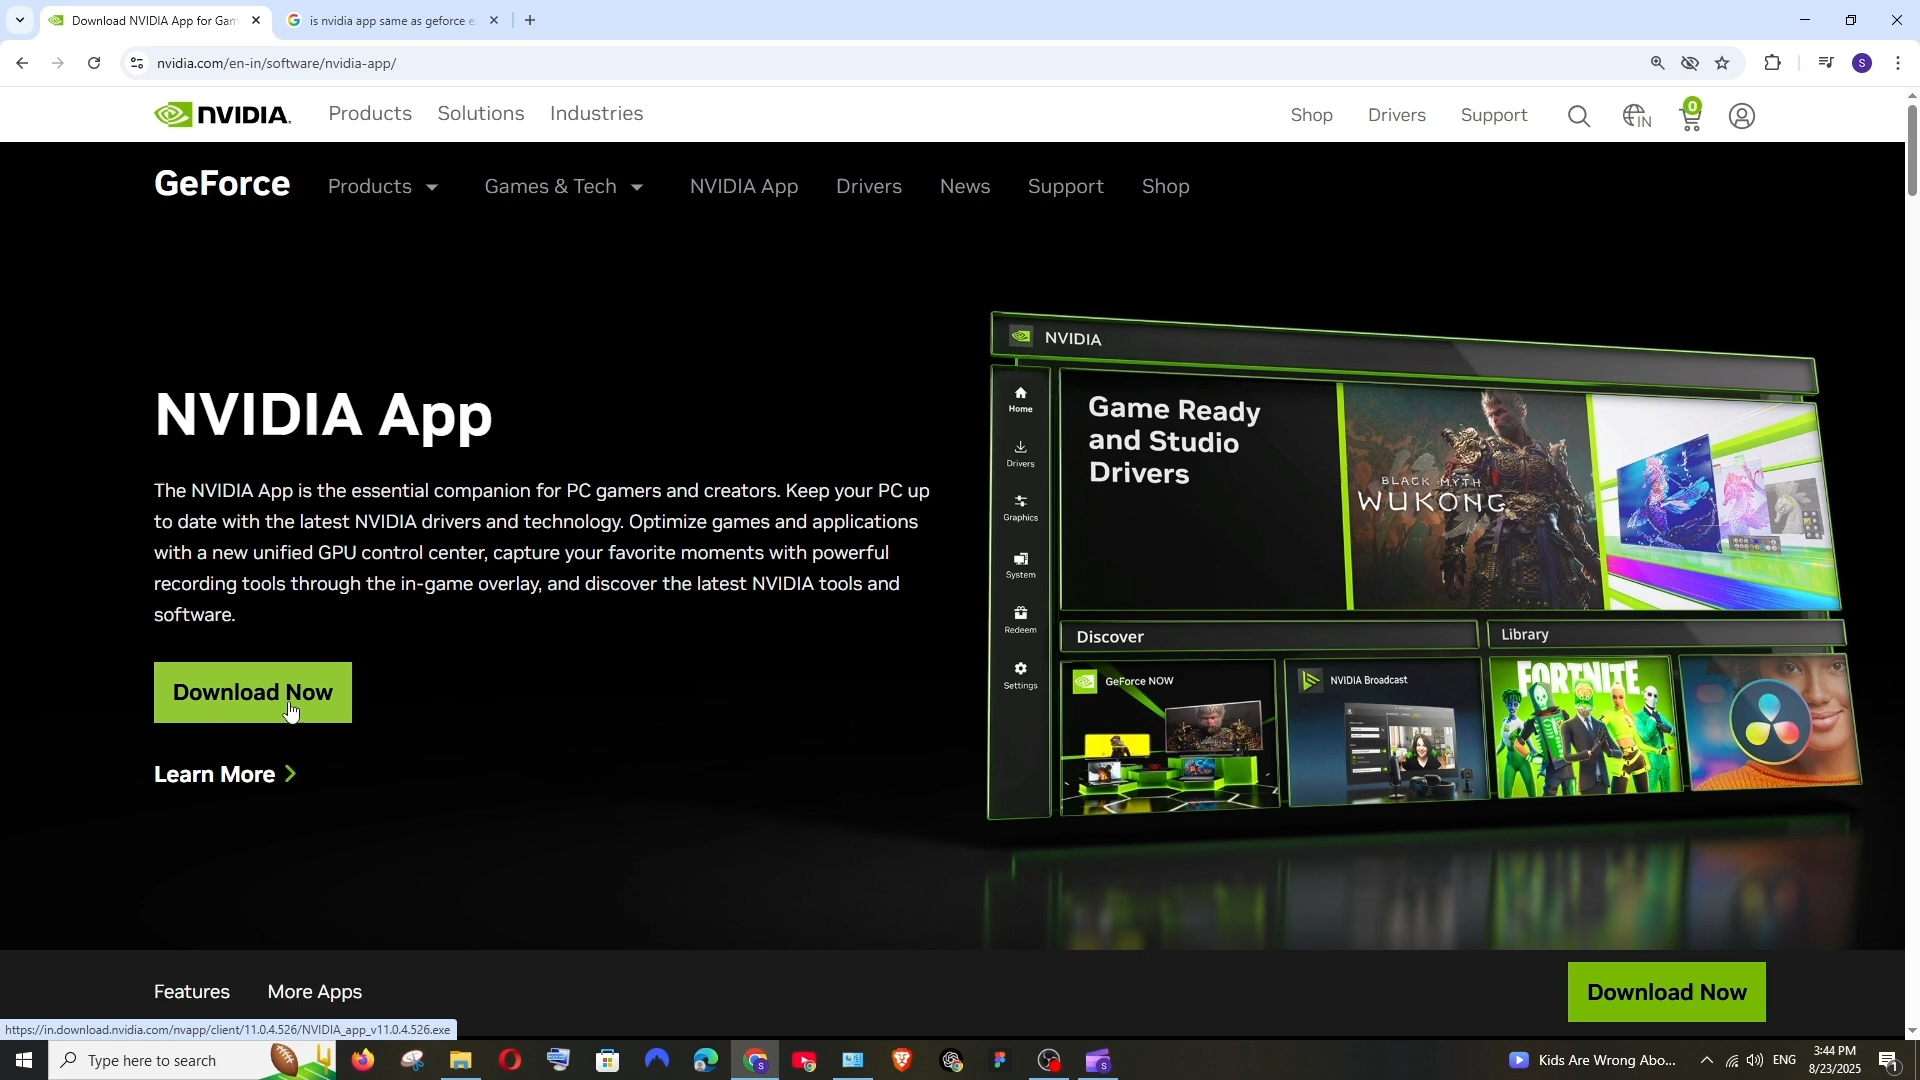 Download NVIDIA App for Gam
is nvidia app same as geforce e
nvidia.com/en-in/software/nvidia-app/
S
NVIDIA.
Products
Solutions
Industries
Shop
Drivers
Support
IN
0
GeForce
Products
Games & Tech
NVIDIA App
Drivers
News
Support
Shop
NVIDIA App
The NVIDIA App is the essential companion for PC gamers and creators. Keep your PC up
to date with the latest NVIDIA drivers and technology. Optimize games and applications
with a new unified GPU control center, capture your favorite moments with powerful
recording tools through the in-game overlay, and discover the latest NVIDIA tools and
software.
Download Now
Learn More
NVIDIA
Home
Drivers
Graphics
System
Redeem
Settings
Game Ready
and Studio
Drivers
BLACK MYTH
WUKONG
Discover
Library
GeForce NOW
NVIDIA Broadcast
FORTNITE
Features
More Apps
Download Now
https://in.download.nvidia.com/nvapp/client/11.0.4.526/NVIDIA_app_v11.0.4.526.exe
Type here to search
Kids Are Wrong Abo...
ENG
3:44 PM
8/23/2025
1